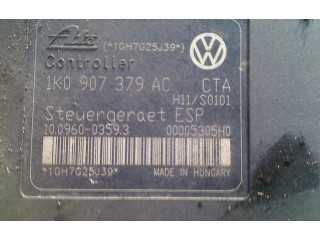 Ate (*1GH7G25J39*)
Controller
1K0 907 379 AC CTA
H11/S0101
Steuergeraet ESP
10.0960-0359.3 00005305H0
*1GH7G25J39* MADE IN HUNGARY